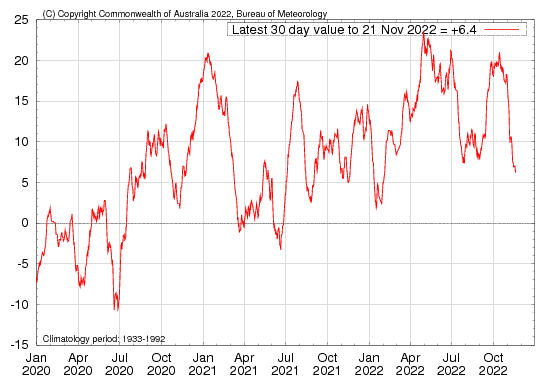 (C) Copyright Commonwealth of Australia 2022, Bureau of Meteorology
Latest 30 day value to 21 Nov 2022 = +6.4
25
20
15
10
5
0
-5
-10
-15
Climatology period: 1933-1992
Jan Apr Jul Oct Jan Apr Jul Oct Jan Apr Jul Oct
2020 2020 2020 2020 2021 2021 2021 2021 2022 2022 2022 2022